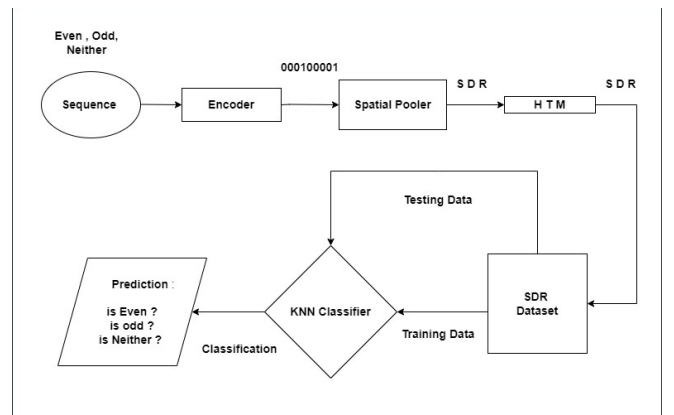 Even , Odd,
Neither
000100001
S D R
S D R
Sequence
Encoder
Spatial Pooler
H T M
Testing Data
Prediction :
is Even ?
is odd ?
is Neither ?
KNN Classifier
SDR
Dataset
Training Data
Classification